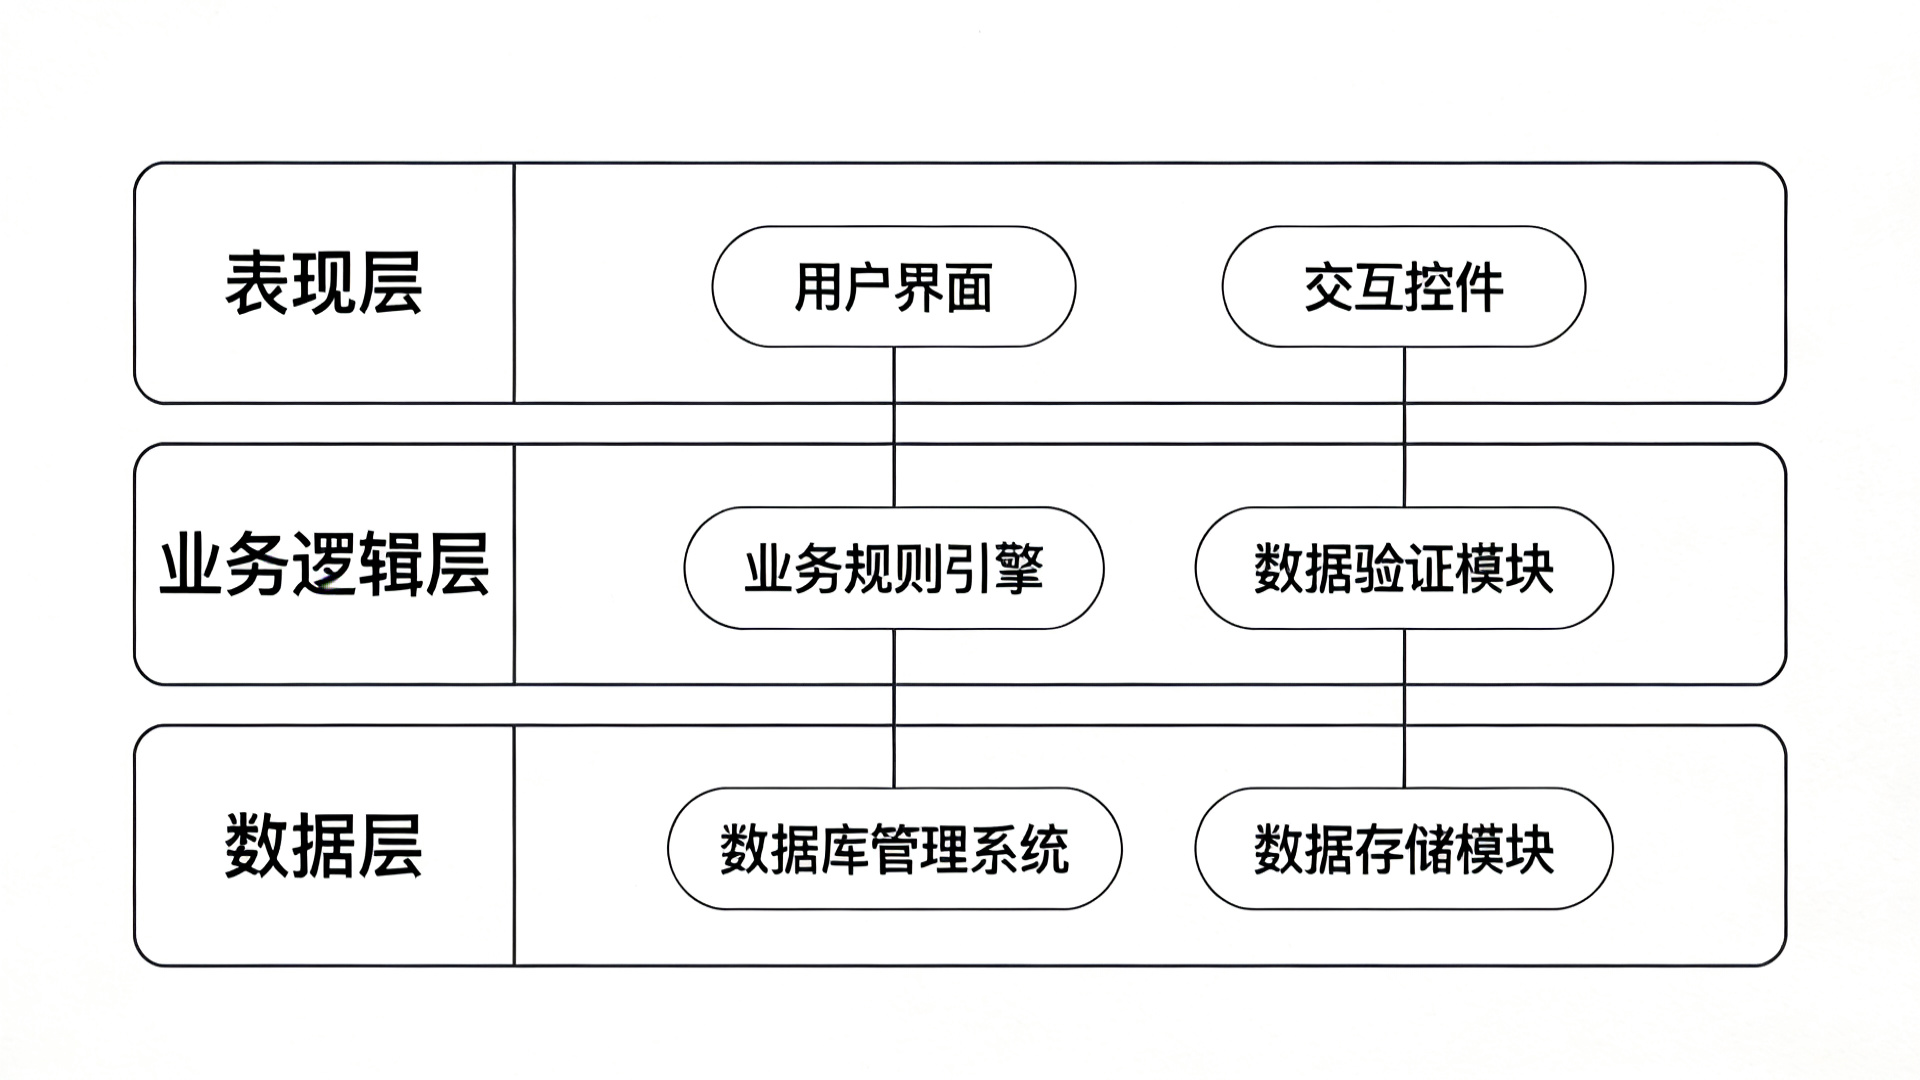 表现层
用户界面
交互控件
业务逻辑层
业务规则引擎
数据验证模块
数据层
数据库管理系统
数据存储模块